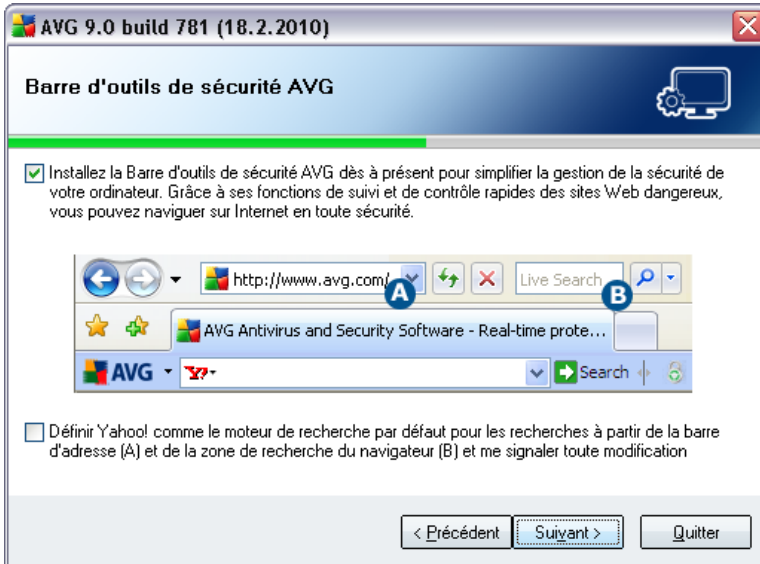 AVG 9.0 build 781 (18.2.2010)
Barre d'outils de sécurité AVG
Installez la Barre d'outils de sécurité AVG dès à présent pour simplifier la gestion de la sécurité de
votre ordinateur. Grâce à ses fonctions de suivi et de contrôle rapides des sites Web dangereux,
vous pouvez naviguer sur Internet en toute sécurité.
http://www.avg.com/ A Live Search B
AVG Antivirus and Security Software - Real-time prote...
AVG Y! Search
Définir Yahoo! comme le moteur de recherche par défaut pour les recherches à partir de la barre
d'adresse (A) et de la zone de recherche du navigateur (B) et me signaler toute modification
< Précédent Suivant > Quitter